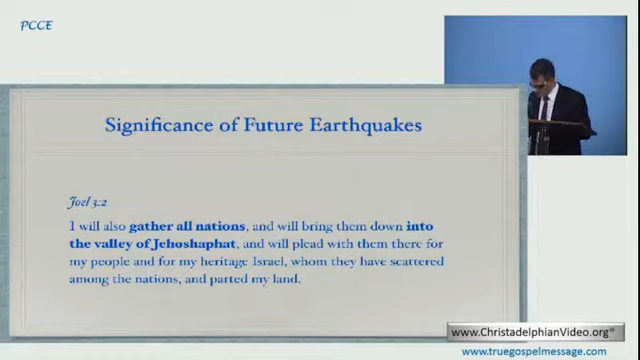 PCCE
Significance of Future Earthquakes
Joel 3:2
I will also gather all nations, and will bring them down into
the valley of Jehoshaphat, and will plead with them there for
my people and for my heritage Israel, whom they have scattered
among the nations, and parted my land.
www.ChristadelphianVideo.org®
www.truegospelmessage.com